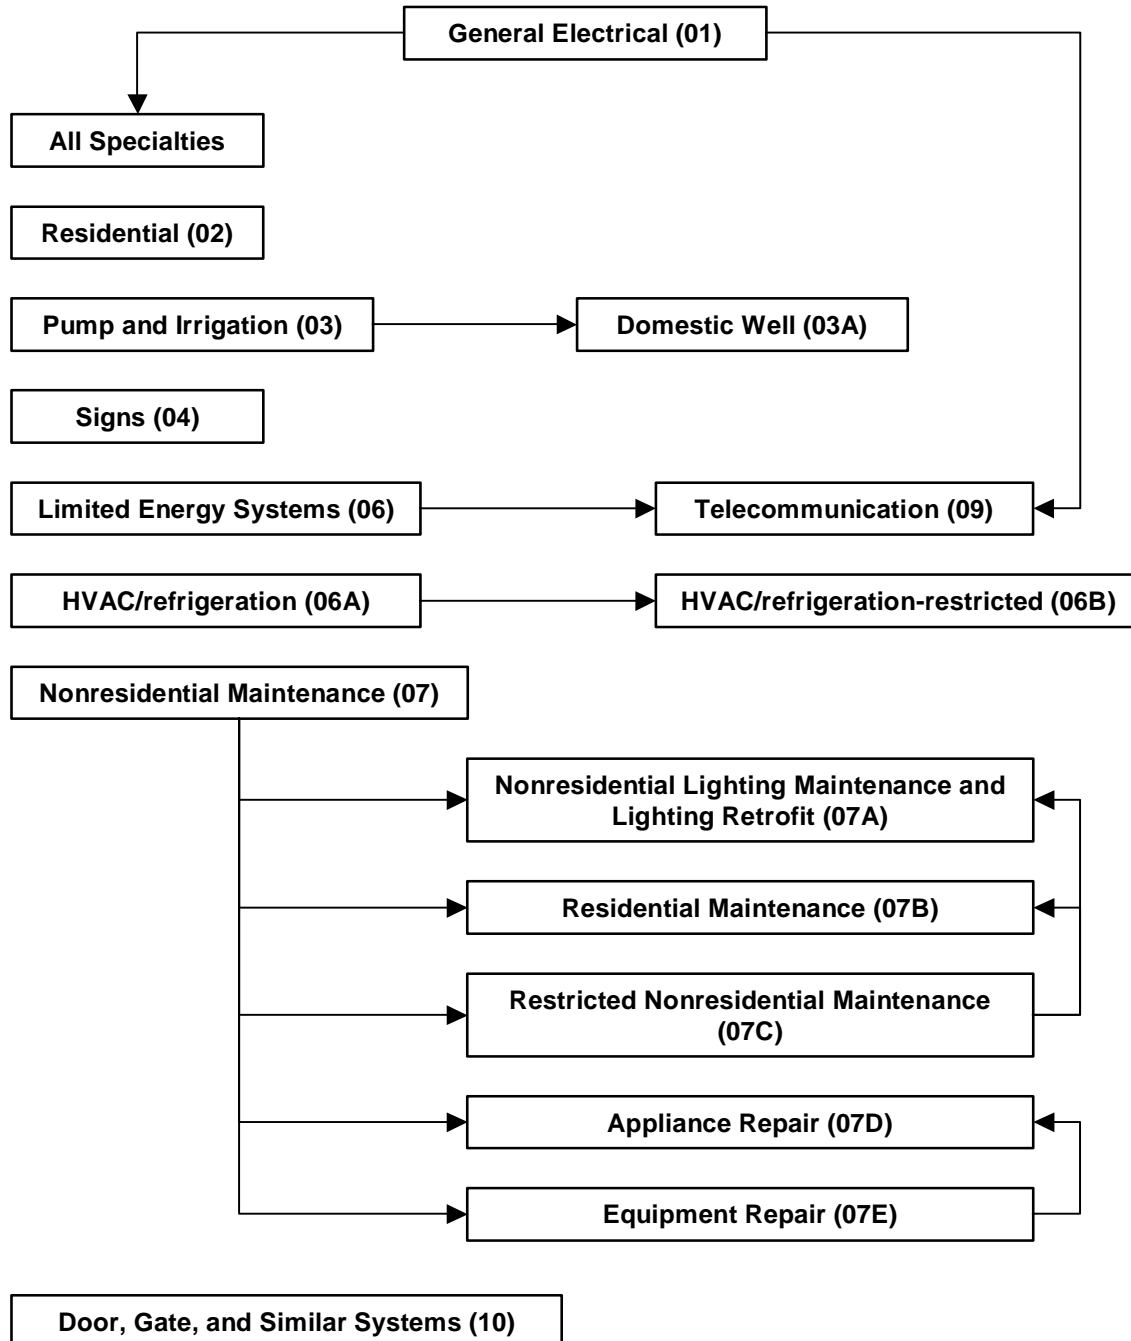 General Electrical (01)
All Specialties
Residential (02)
Pump and Irrigation (03)
Domestic Well (03A)
Signs (04)
Limited Energy Systems (06)
Telecommunication (09)
HVAC/refrigeration (06A)
HVAC/refrigeration-restricted (06B)
Nonresidential Maintenance (07)
Nonresidential Lighting Maintenance and
Lighting Retrofit (07A)
Residential Maintenance (07B)
Restricted Nonresidential Maintenance
(07C)
Appliance Repair (07D)
Equipment Repair (07E)
Door, Gate, and Similar Systems (10)